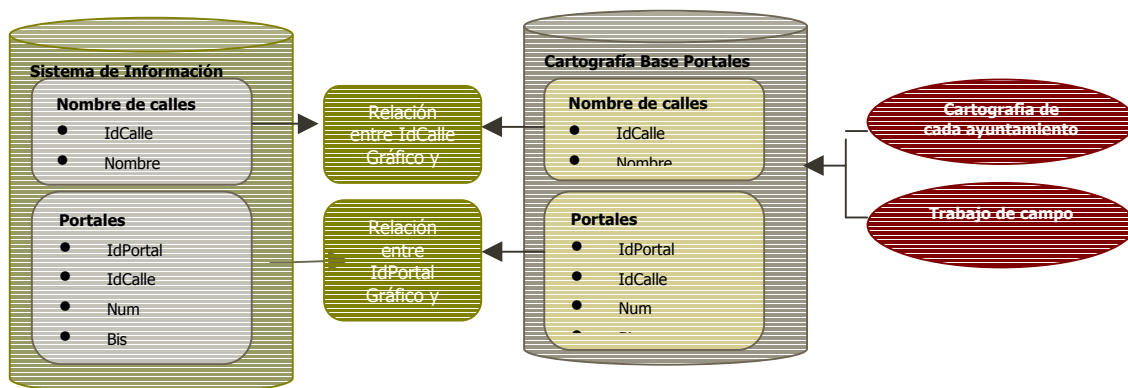 Sistema de Información
Nombre de calles
IdCalle
Nombre
Portales
IdPortal
IdCalle
Num
Bis
Relación
entre IdCalle
Gráfico y
Relación
entre
IdPortal
Gráfico y
Cartografía Base Portales
Nombre de calles
IdCalle
Nombre
Portales
IdPortal
IdCalle
Num
Cartografia de
cada ayuntamiento
Trabajo de campo